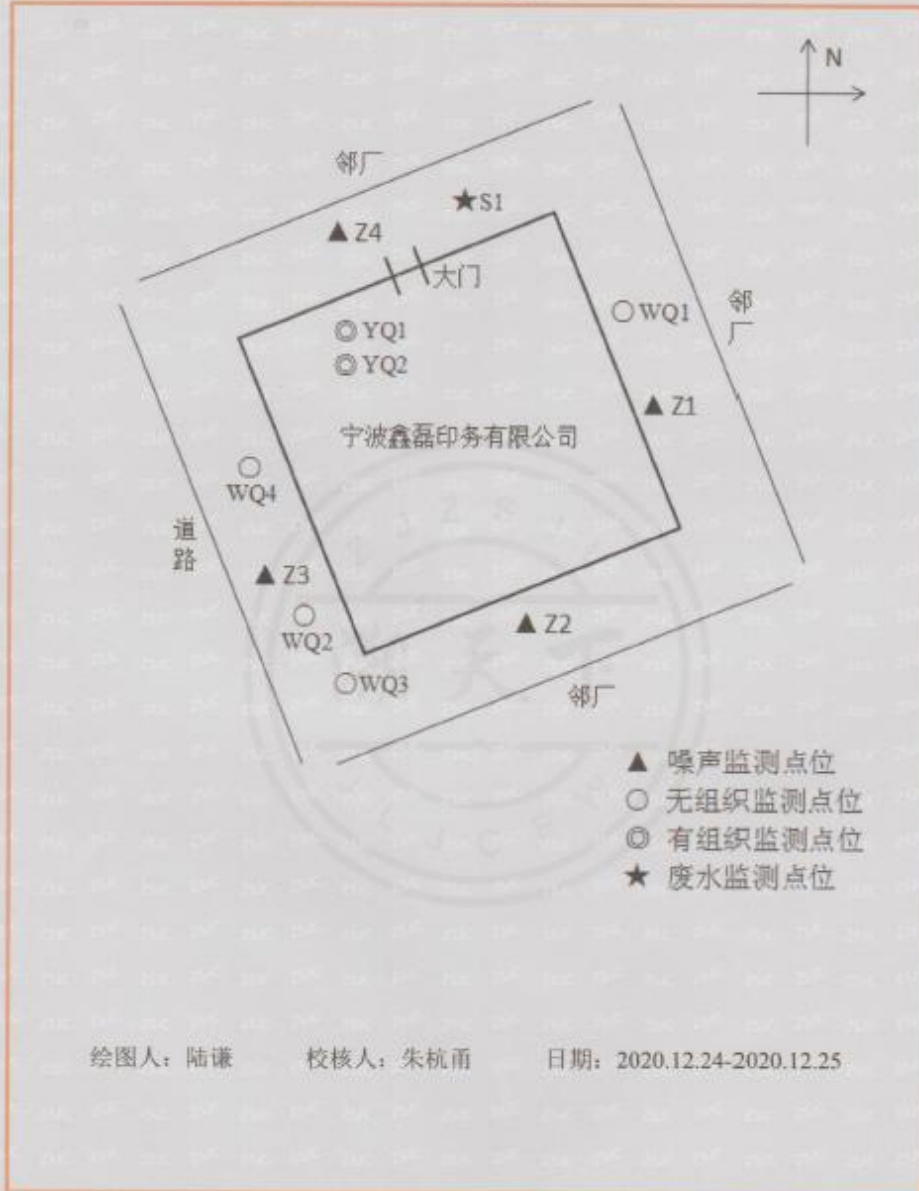 N
邻厂
★S1
▲ Z4
大门
○WQ1
邻厂
◎ YQ1
◎ YQ2
▲ Z1
宁波鑫磊印务有限公司
○
WQ4
道路
▲ Z3
○
WQ2
▲ Z2
○WQ3
邻厂
▲ 噪声监测点位
○ 无组织监测点位
◎ 有组织监测点位
★ 废水监测点位
绘图人：陆谦 校核人：朱杭甬 日期：2020.12.24-2020.12.25